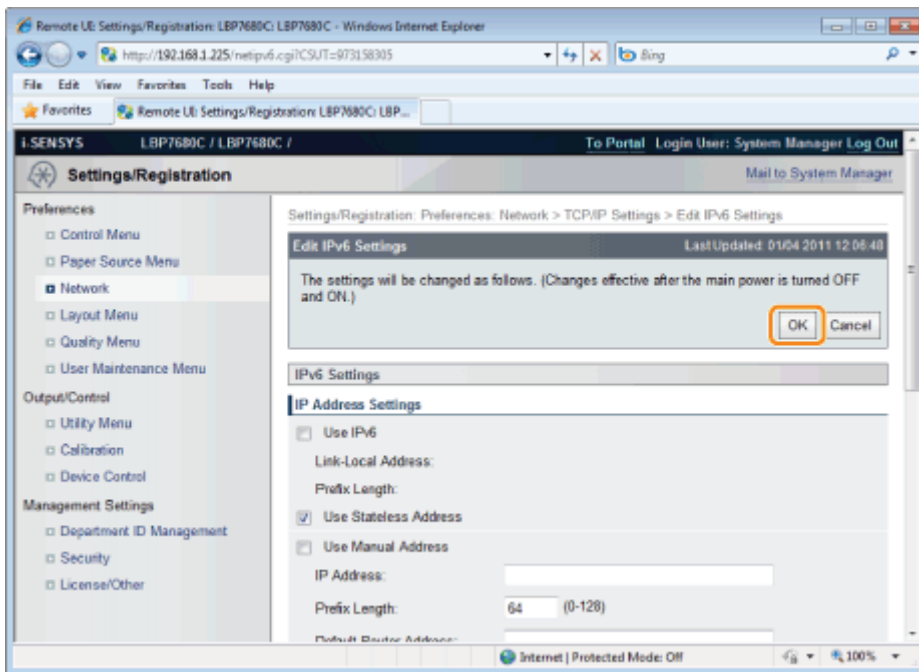 Remote UI: Settings/Registration: LBP7680C: LBP7680C - Windows Internet Explorer
http://192.168.1.225/netipv6.cgi?CSUT=973158305
Bing
File Edit View Favorites Tools Help
Favorites
Remote UI: Settings/Registration: LBP7680C: LBP...
i-SENSYS
LBP7680C / LBP7680C /
To Portal Login User: System Manager Log Out
Settings/Registration
Mail to System Manager
Preferences
Control Menu
Paper Source Menu
Network
Layout Menu
Quality Menu
User Maintenance Menu
Output/Control
Utility Menu
Calibration
Device Control
Management Settings
Department ID Management
Security
License/Other
Settings/Registration: Preferences: Network > TCP/IP Settings > Edit IPv6 Settings
Edit IPv6 Settings
Last Updated: 01/04 2011 12:06:48
The settings will be changed as follows. (Changes effective after the main power is turned OFF
and ON.)
OK
Cancel
IPv6 Settings
IP Address Settings
Use IPv6
Link-Local Address:
Prefix Length:
Use Stateless Address
Use Manual Address
IP Address:
Prefix Length: 64 (0-128)
Default Router Address:
Internet | Protected Mode: Off
100%